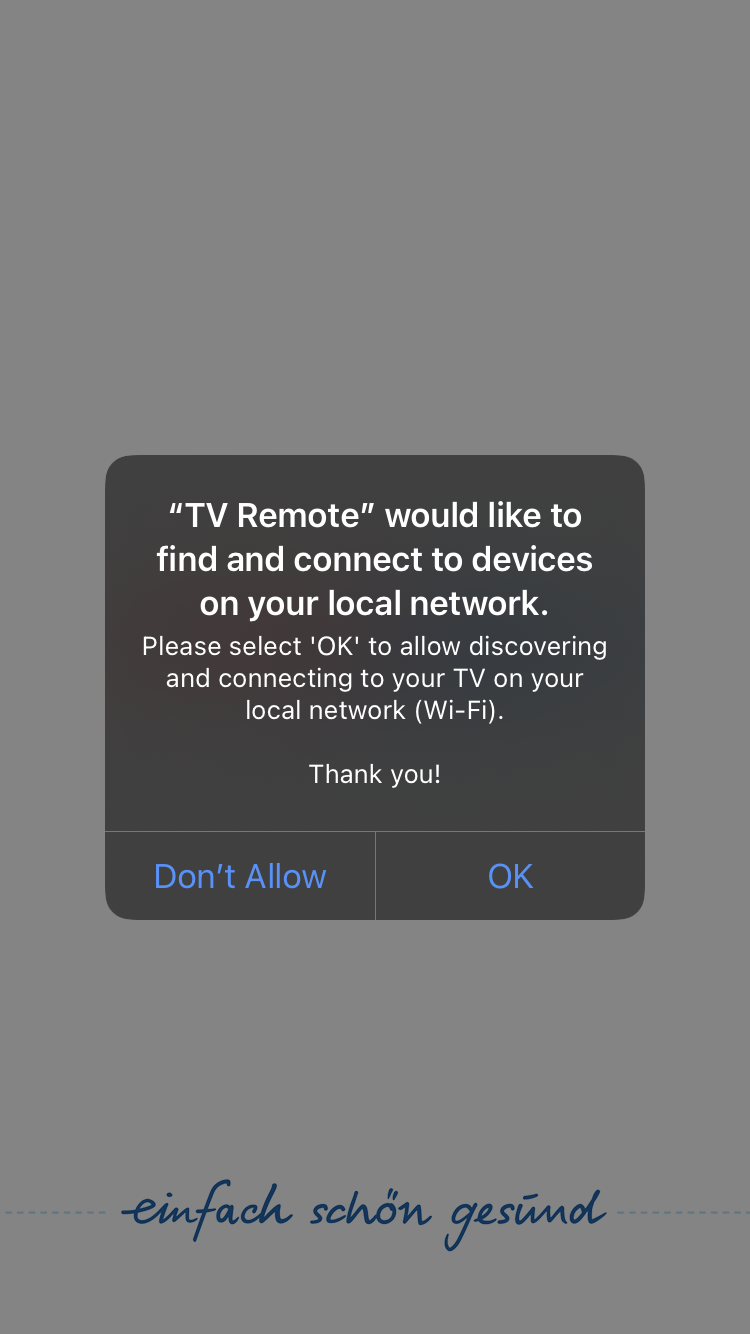 “TV Remote” would like to
find and connect to devices
on your local network.
Please select 'OK' to allow discovering
and connecting to your TV on your
local network (Wi-Fi).
Thank you!
Don’t Allow
OK
einfach schön gesund